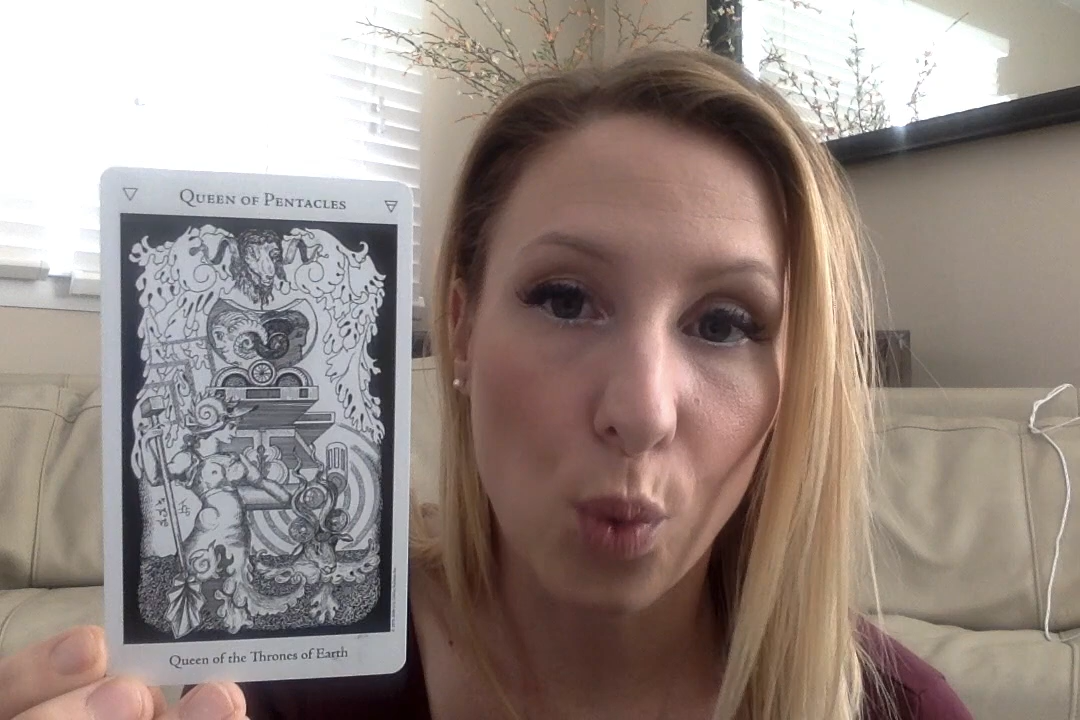 Queen of Pentacles
Queen of the Thrones of Earth